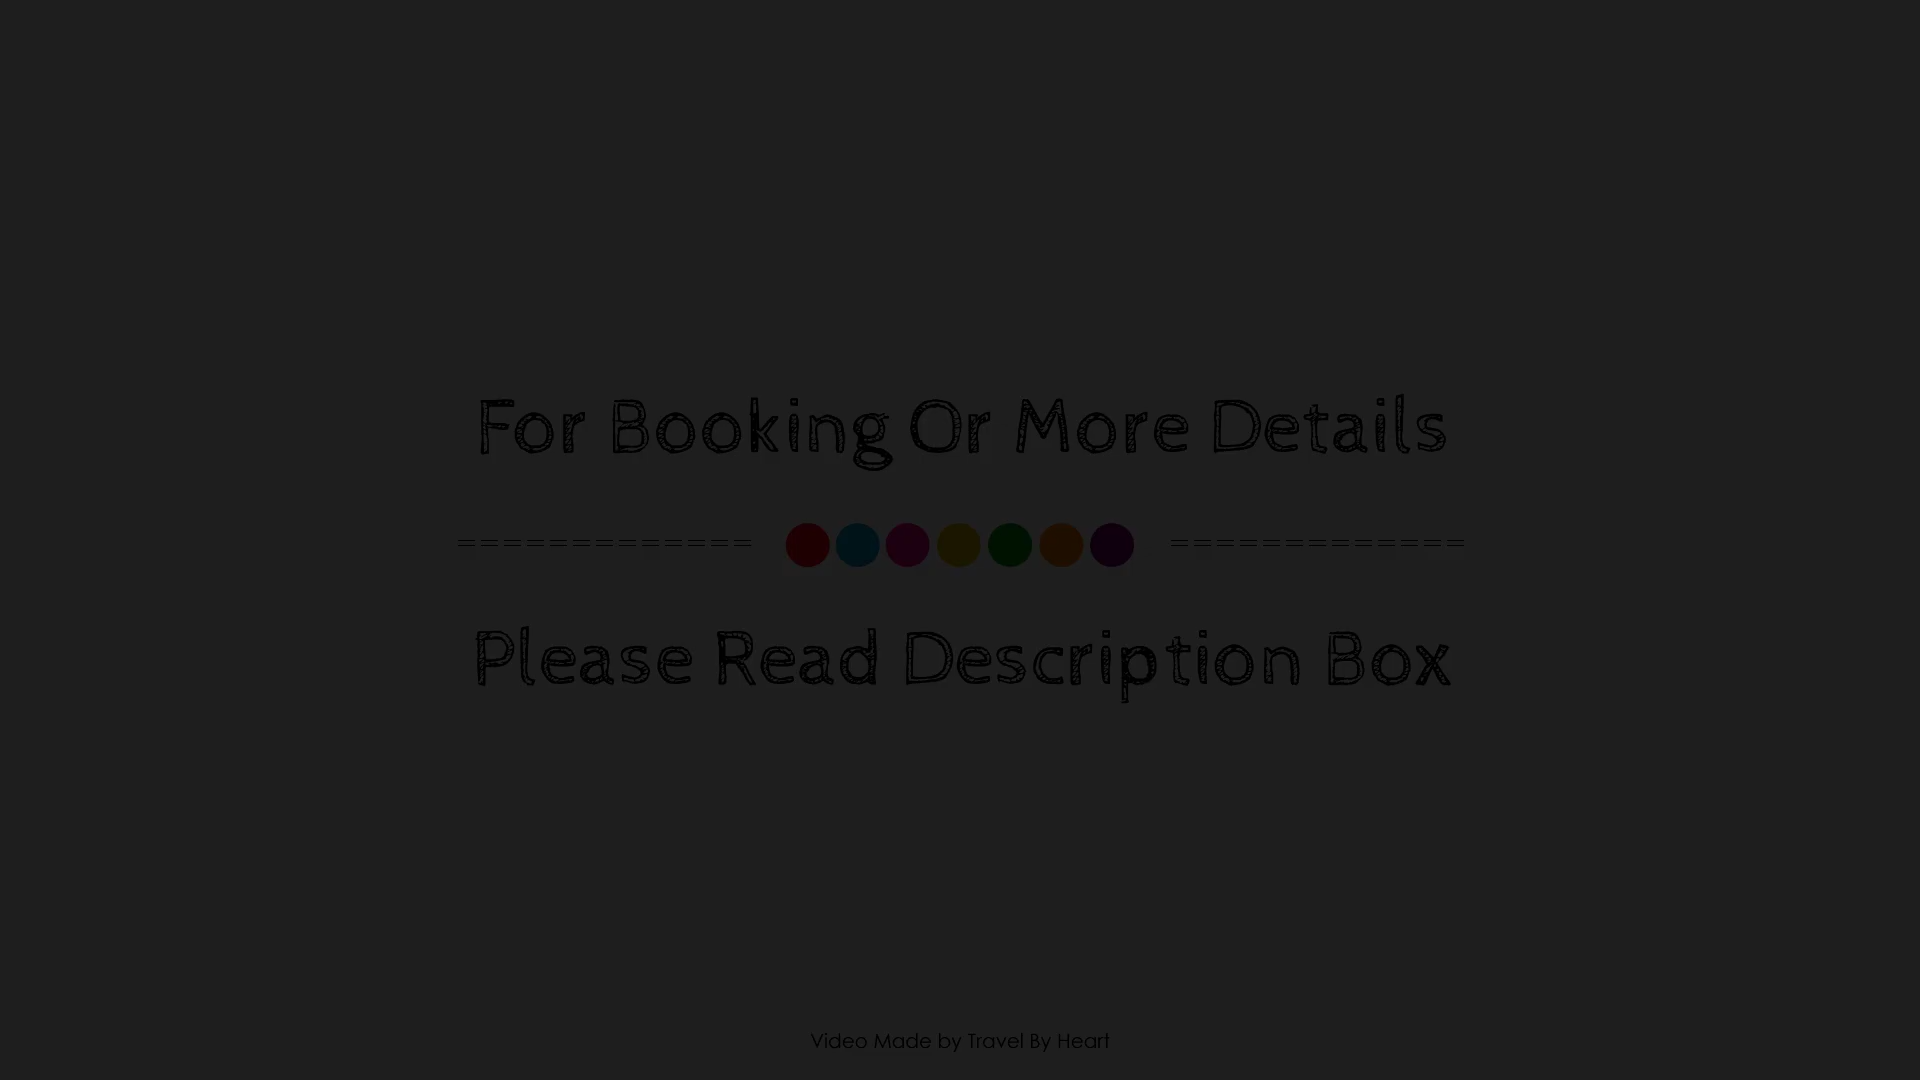 For Booking Or More Details
============= =============
Please Read Description Box
Video Made by Travel By Heart